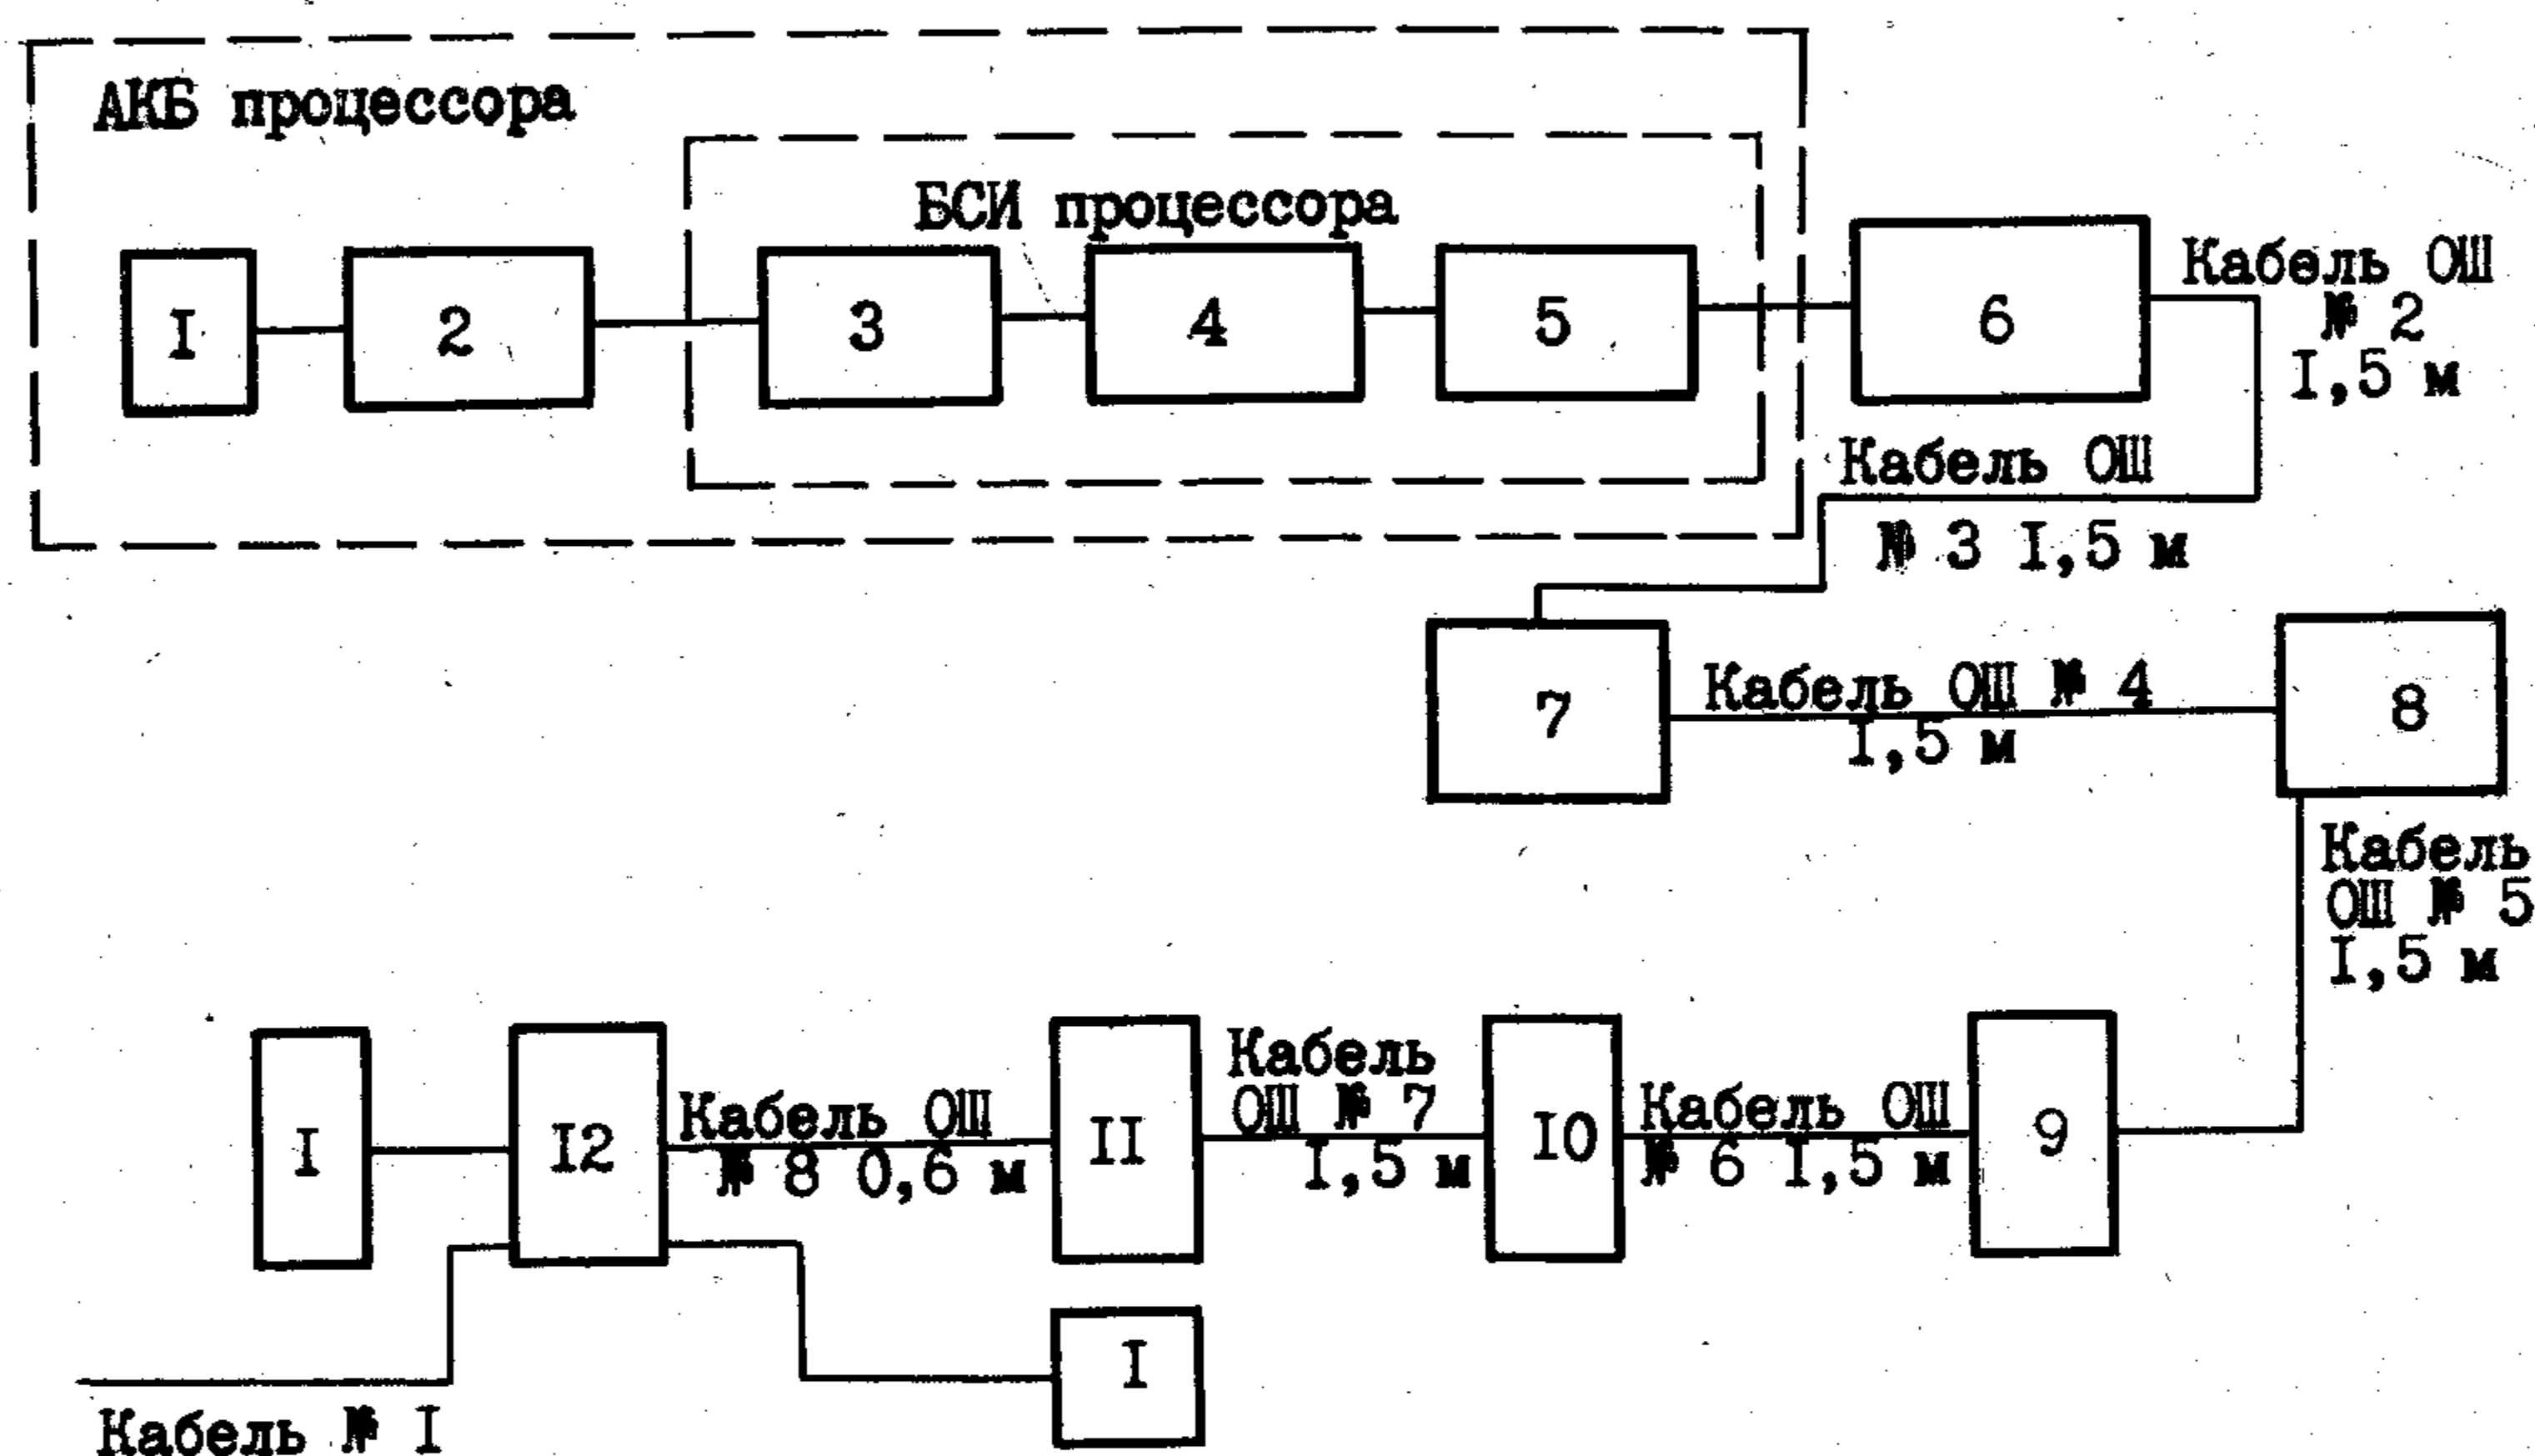 АКБ процессора
БСИ процессора
I
2
3
4
5
6
Кабель ОШ
№ 2
I,5 м
Кабель ОШ
№ 3 I,5 м
7
Кабель ОШ № 4
I,5 м
8
Кабель
ОШ № 5
I,5 м
I
I2
Кабель ОШ
№ 8 0,6 м
II
Кабель
ОШ № 7
I,5 м
I0
Кабель ОШ
№ 6 I,5 м
9
I
Кабель № I